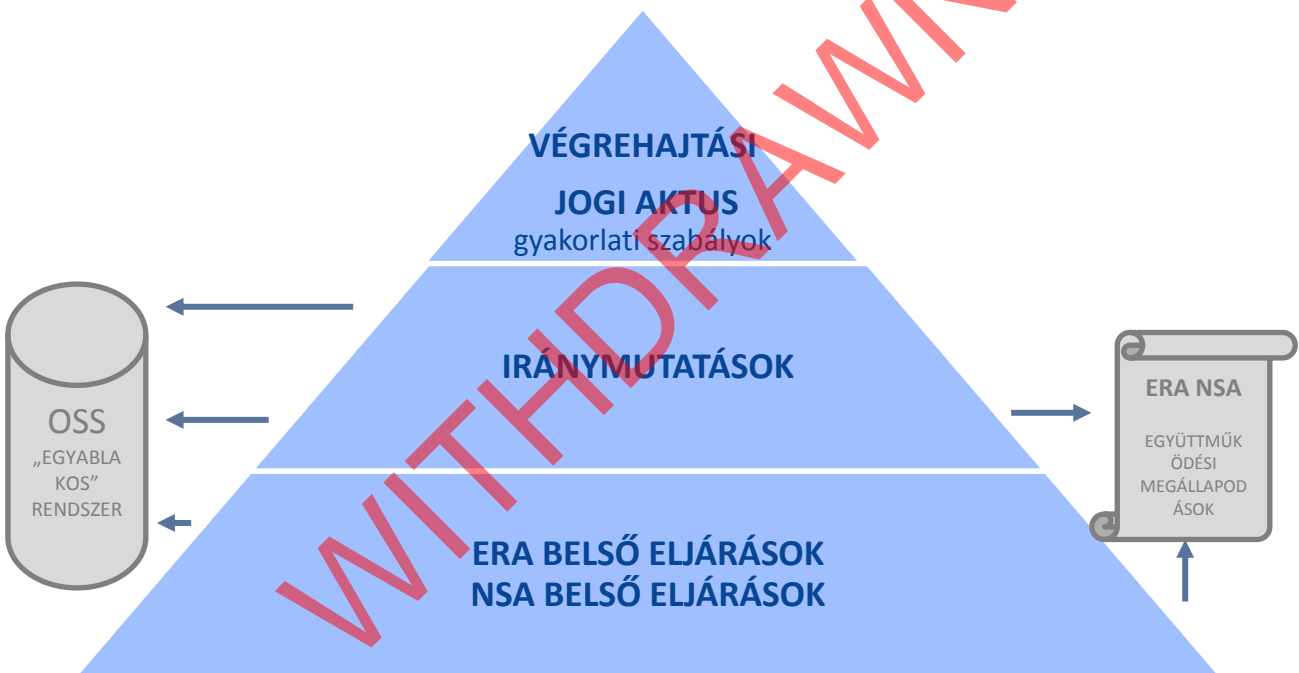 VÉGREHAJTÁSI
JOGI AKTUS
gyakorlati szabályok
IRÁNYMUTATÁSOK
ERA BELSŐ ELJÁRÁSOK
NSA BELSŐ ELJÁRÁSOK
OSS
„EGYABLA
KOS”
RENDSZER
ERA NSA
EGYÜTTMŰK
ÖDÉSI
MEGÁLLAPOD
ÁSOK
WITHDRAWN